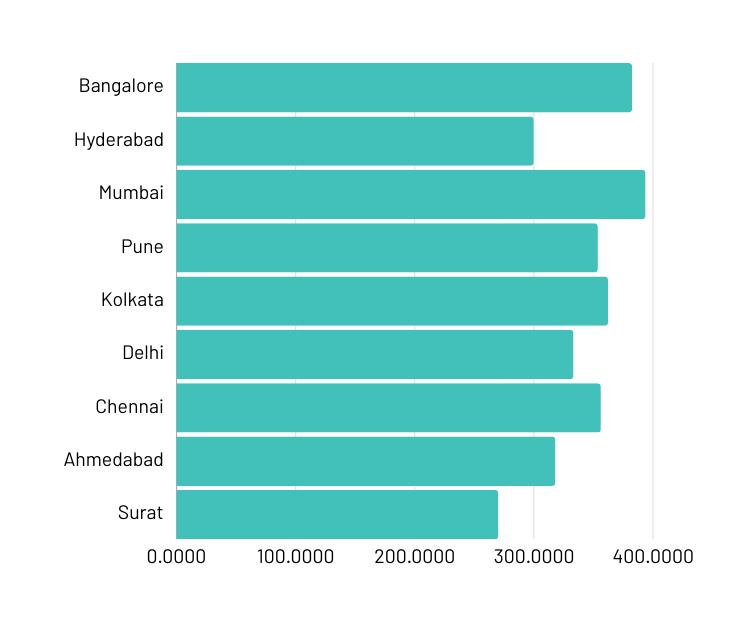 Bangalore
Hyderabad
Mumbai
Pune
Kolkata
Delhi
Chennai
Ahmedabad
Surat
0.0000 100.0000 200.0000 300.0000 400.0000